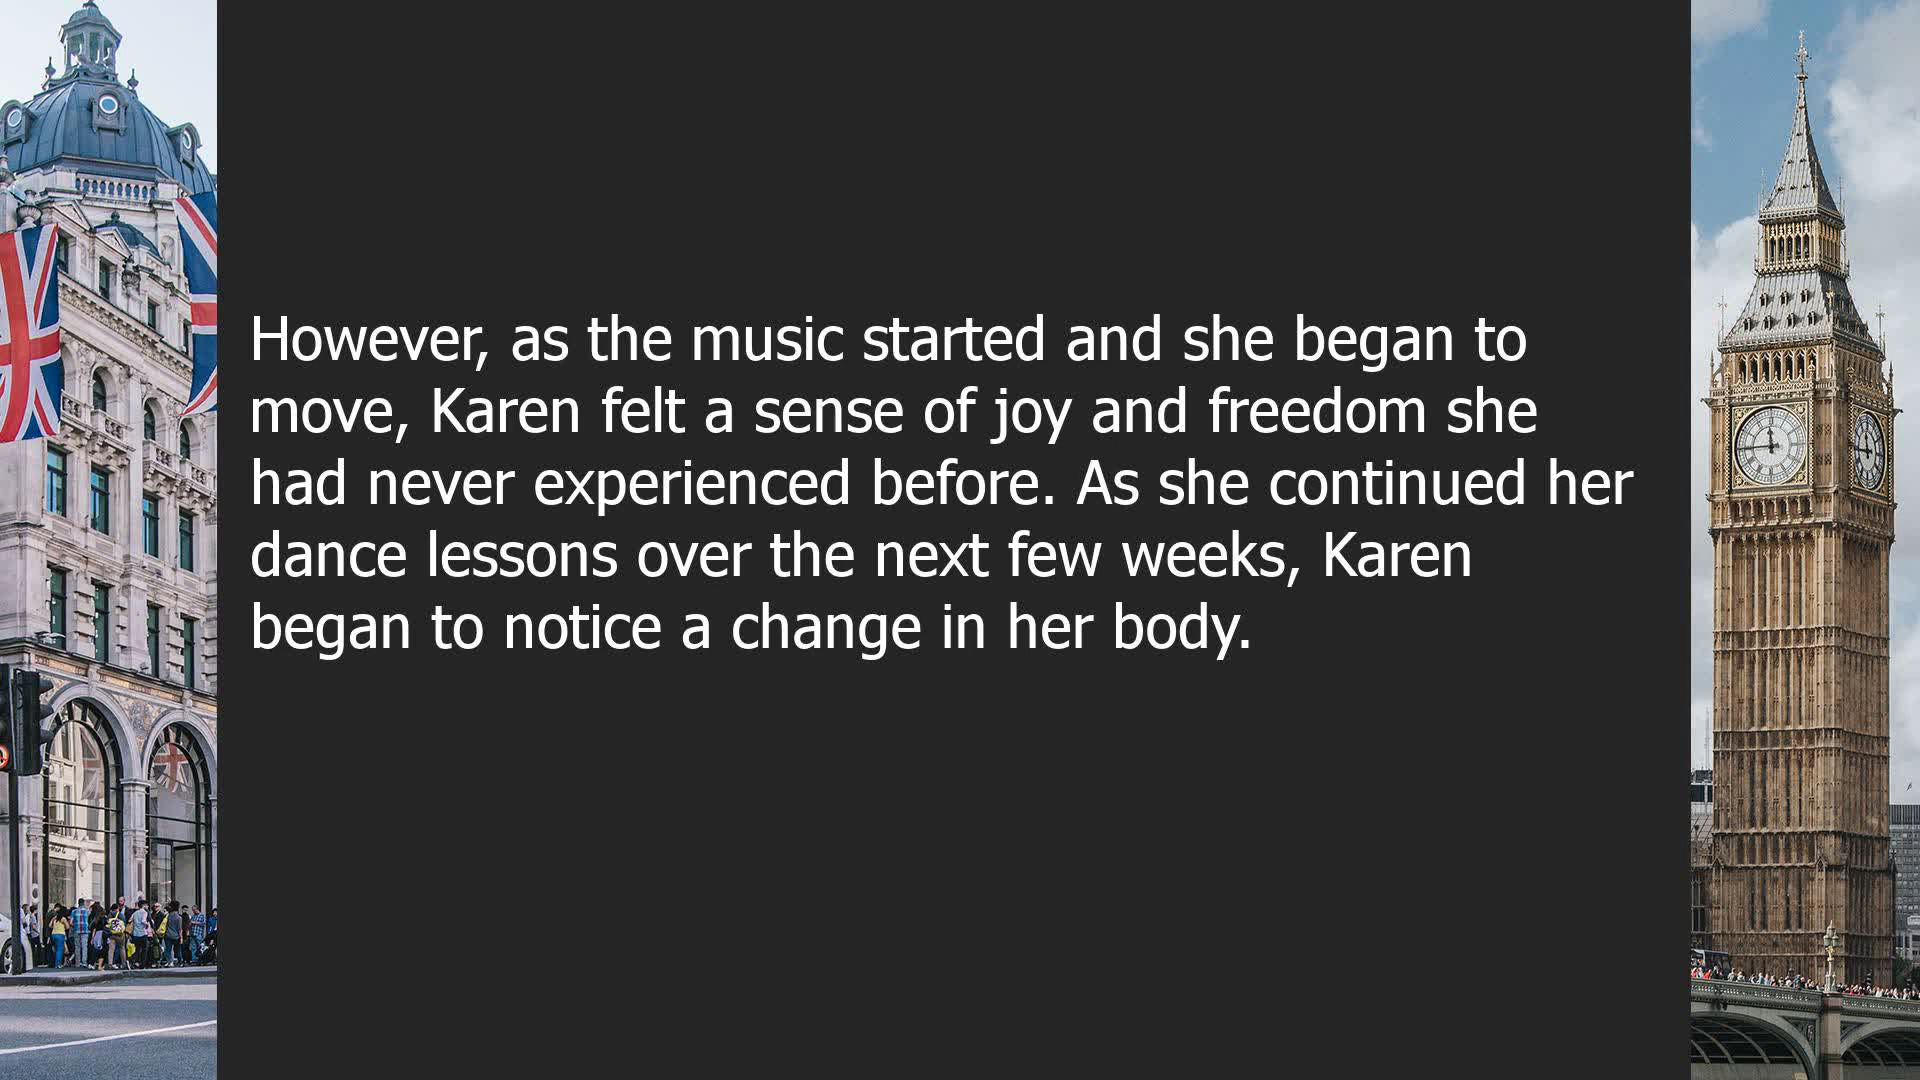 However, as the music started and she began to
move, Karen felt a sense of joy and freedom she
had never experienced before. As she continued her
dance lessons over the next few weeks, Karen
began to notice a change in her body.